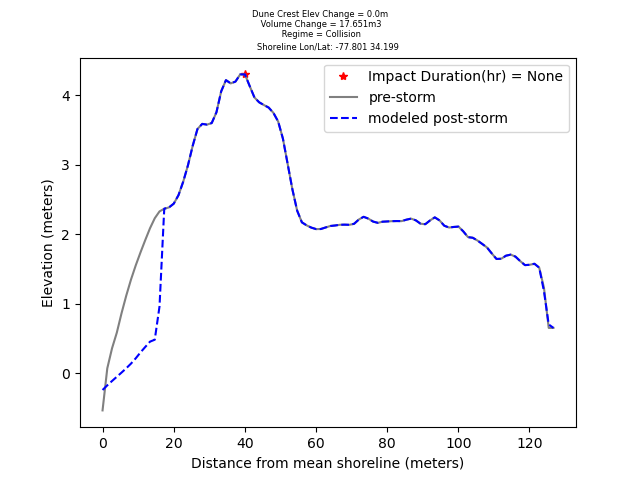 Dune Crest Elev Change = 0.0m
Volume Change = 17.651m3
Regime = Collision
Shoreline Lon/Lat: -77.801 34.199
Impact Duration(hr) = None
pre-storm
modeled post-storm
Elevation (meters)
4
3
2
1
0
0 20 40 60 80 100 120
Distance from mean shoreline (meters)